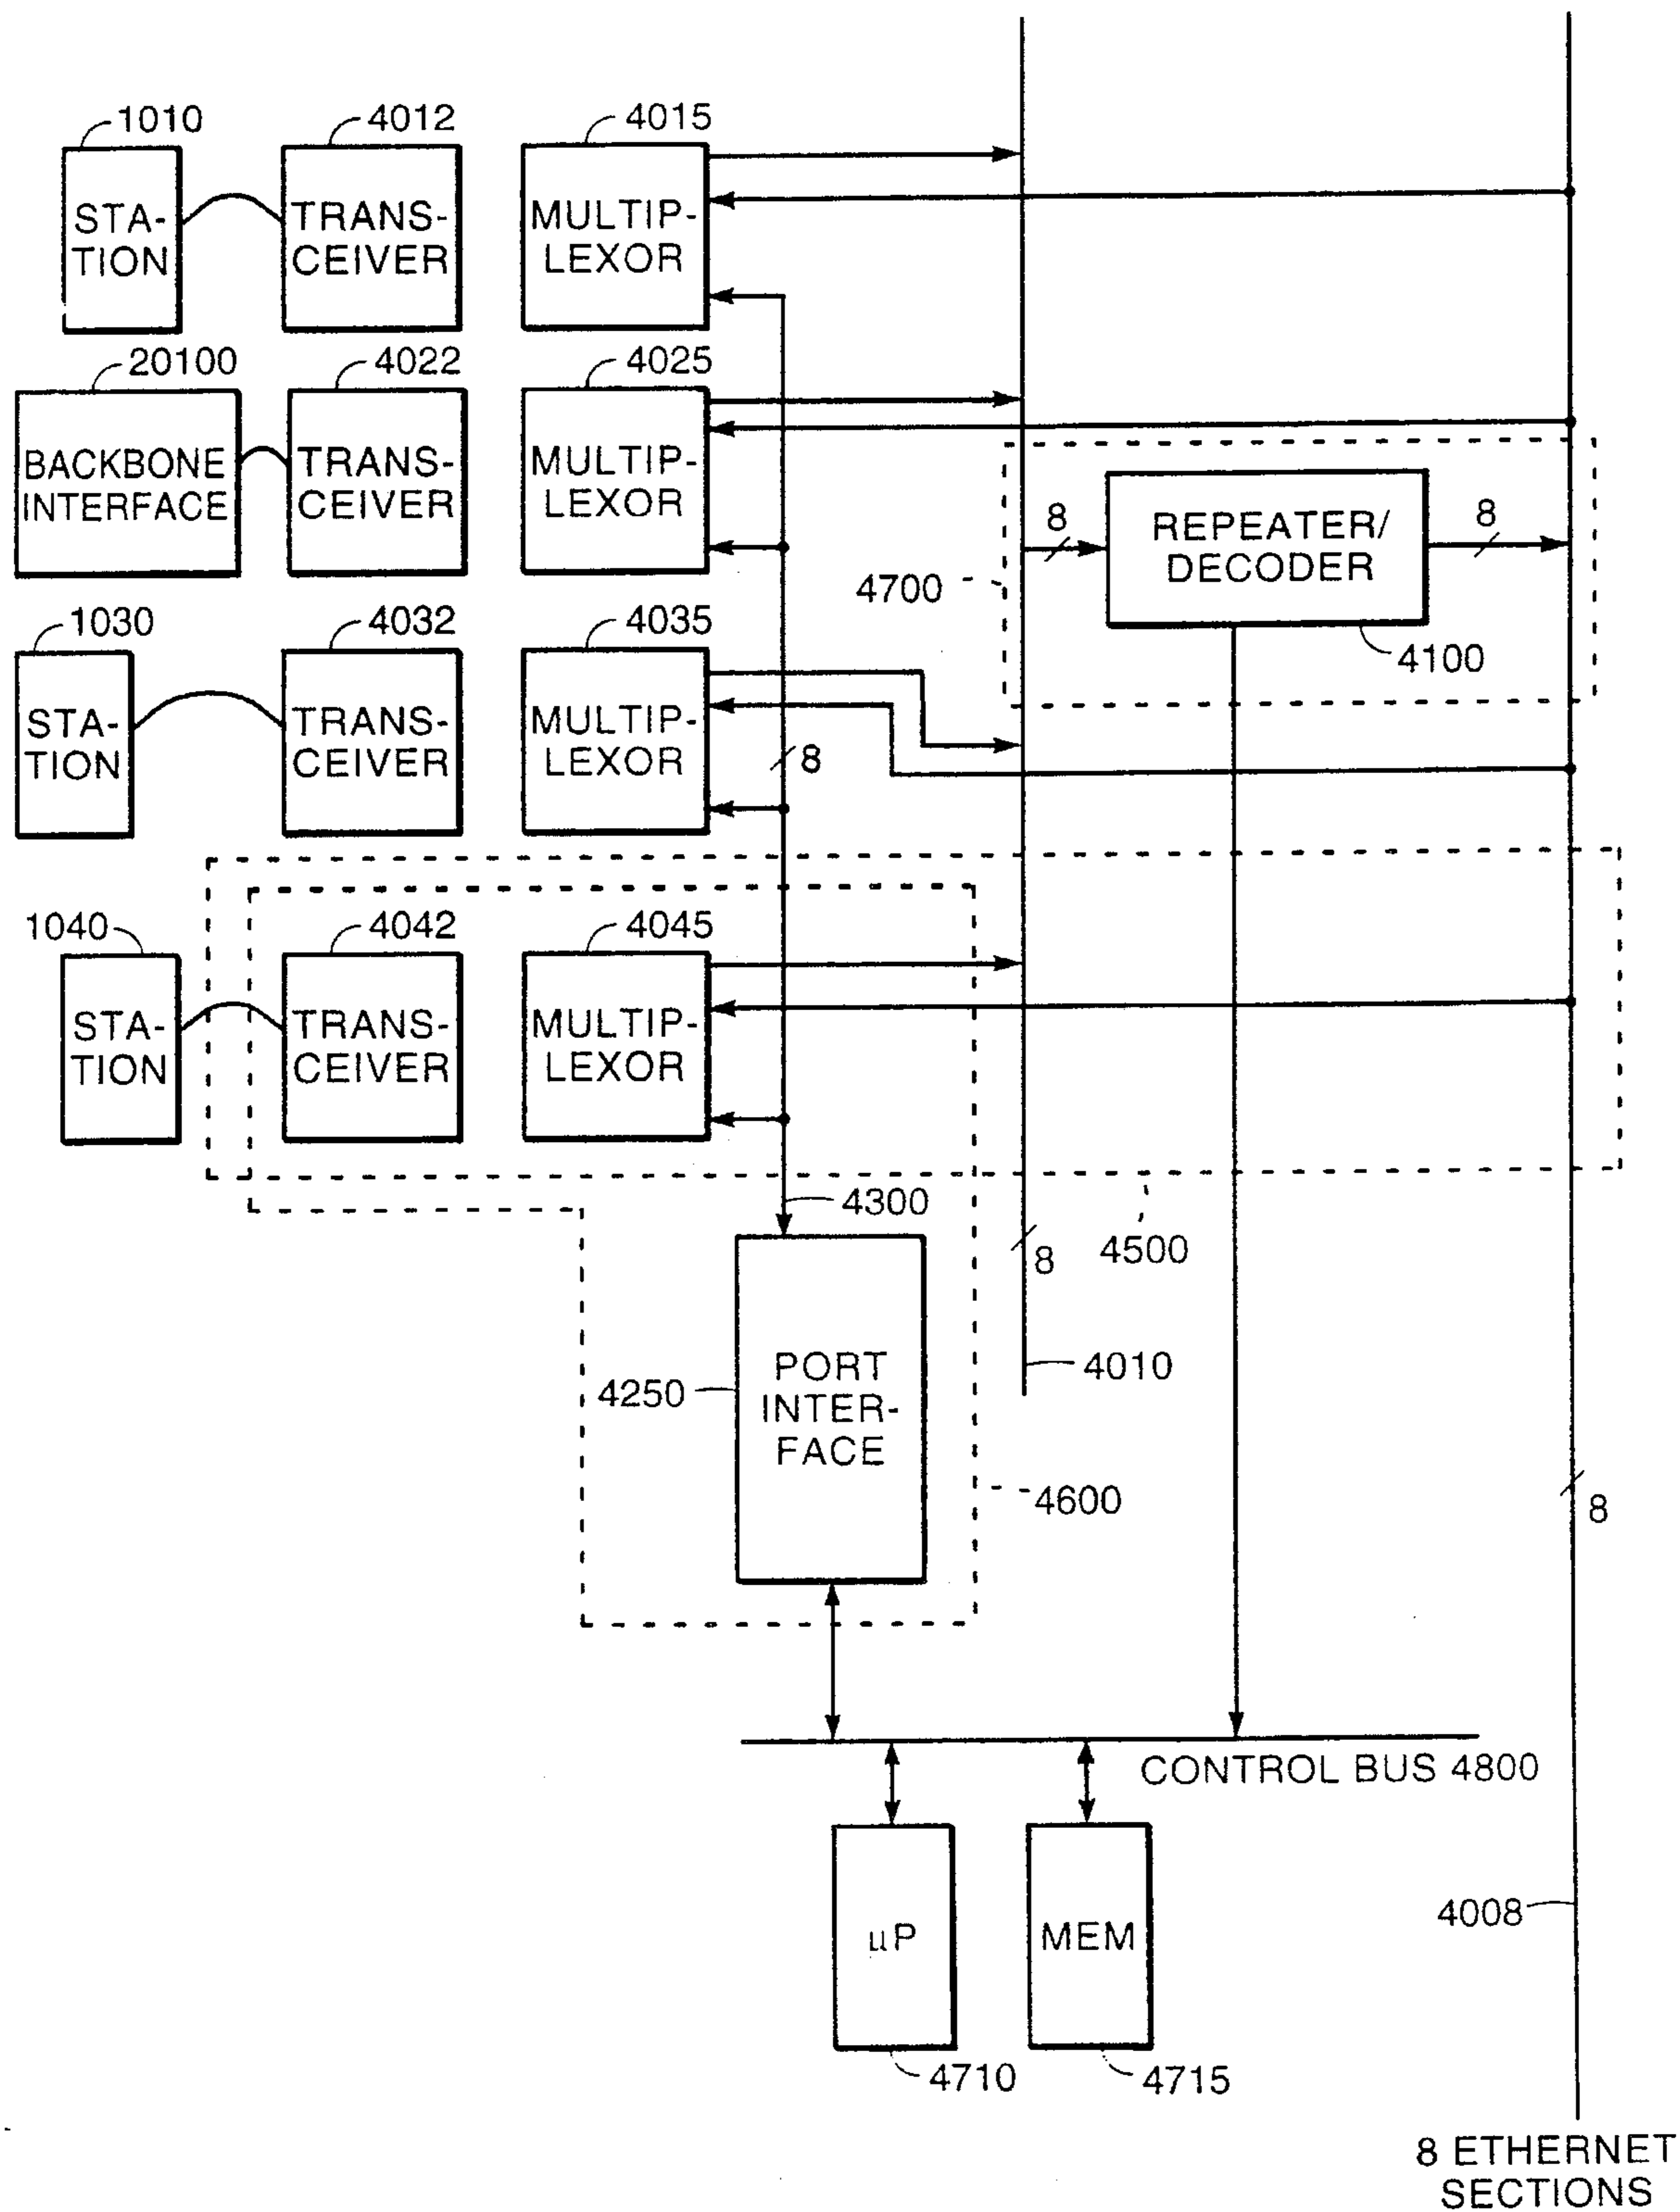 1010
4012
4015
STA-
TION
TRANS-
CEIVER
MULTIP-
LEXOR
20100
4022
4025
BACKBONE
INTERFACE
TRANS-
CEIVER
MULTIP-
LEXOR
8
REPEATER/
DECODER
8
4700
4100
1030
4032
4035
STA-
TION
TRANS-
CEIVER
MULTIP-
LEXOR
8
1040
4042
4045
STA-
TION
TRANS-
CEIVER
MULTIP-
LEXOR
4300
8
4500
4250
PORT
INTER-
FACE
4010
4600
8
CONTROL BUS 4800
µP
MEM
4008
4710
4715
8 ETHERNET
SECTIONS